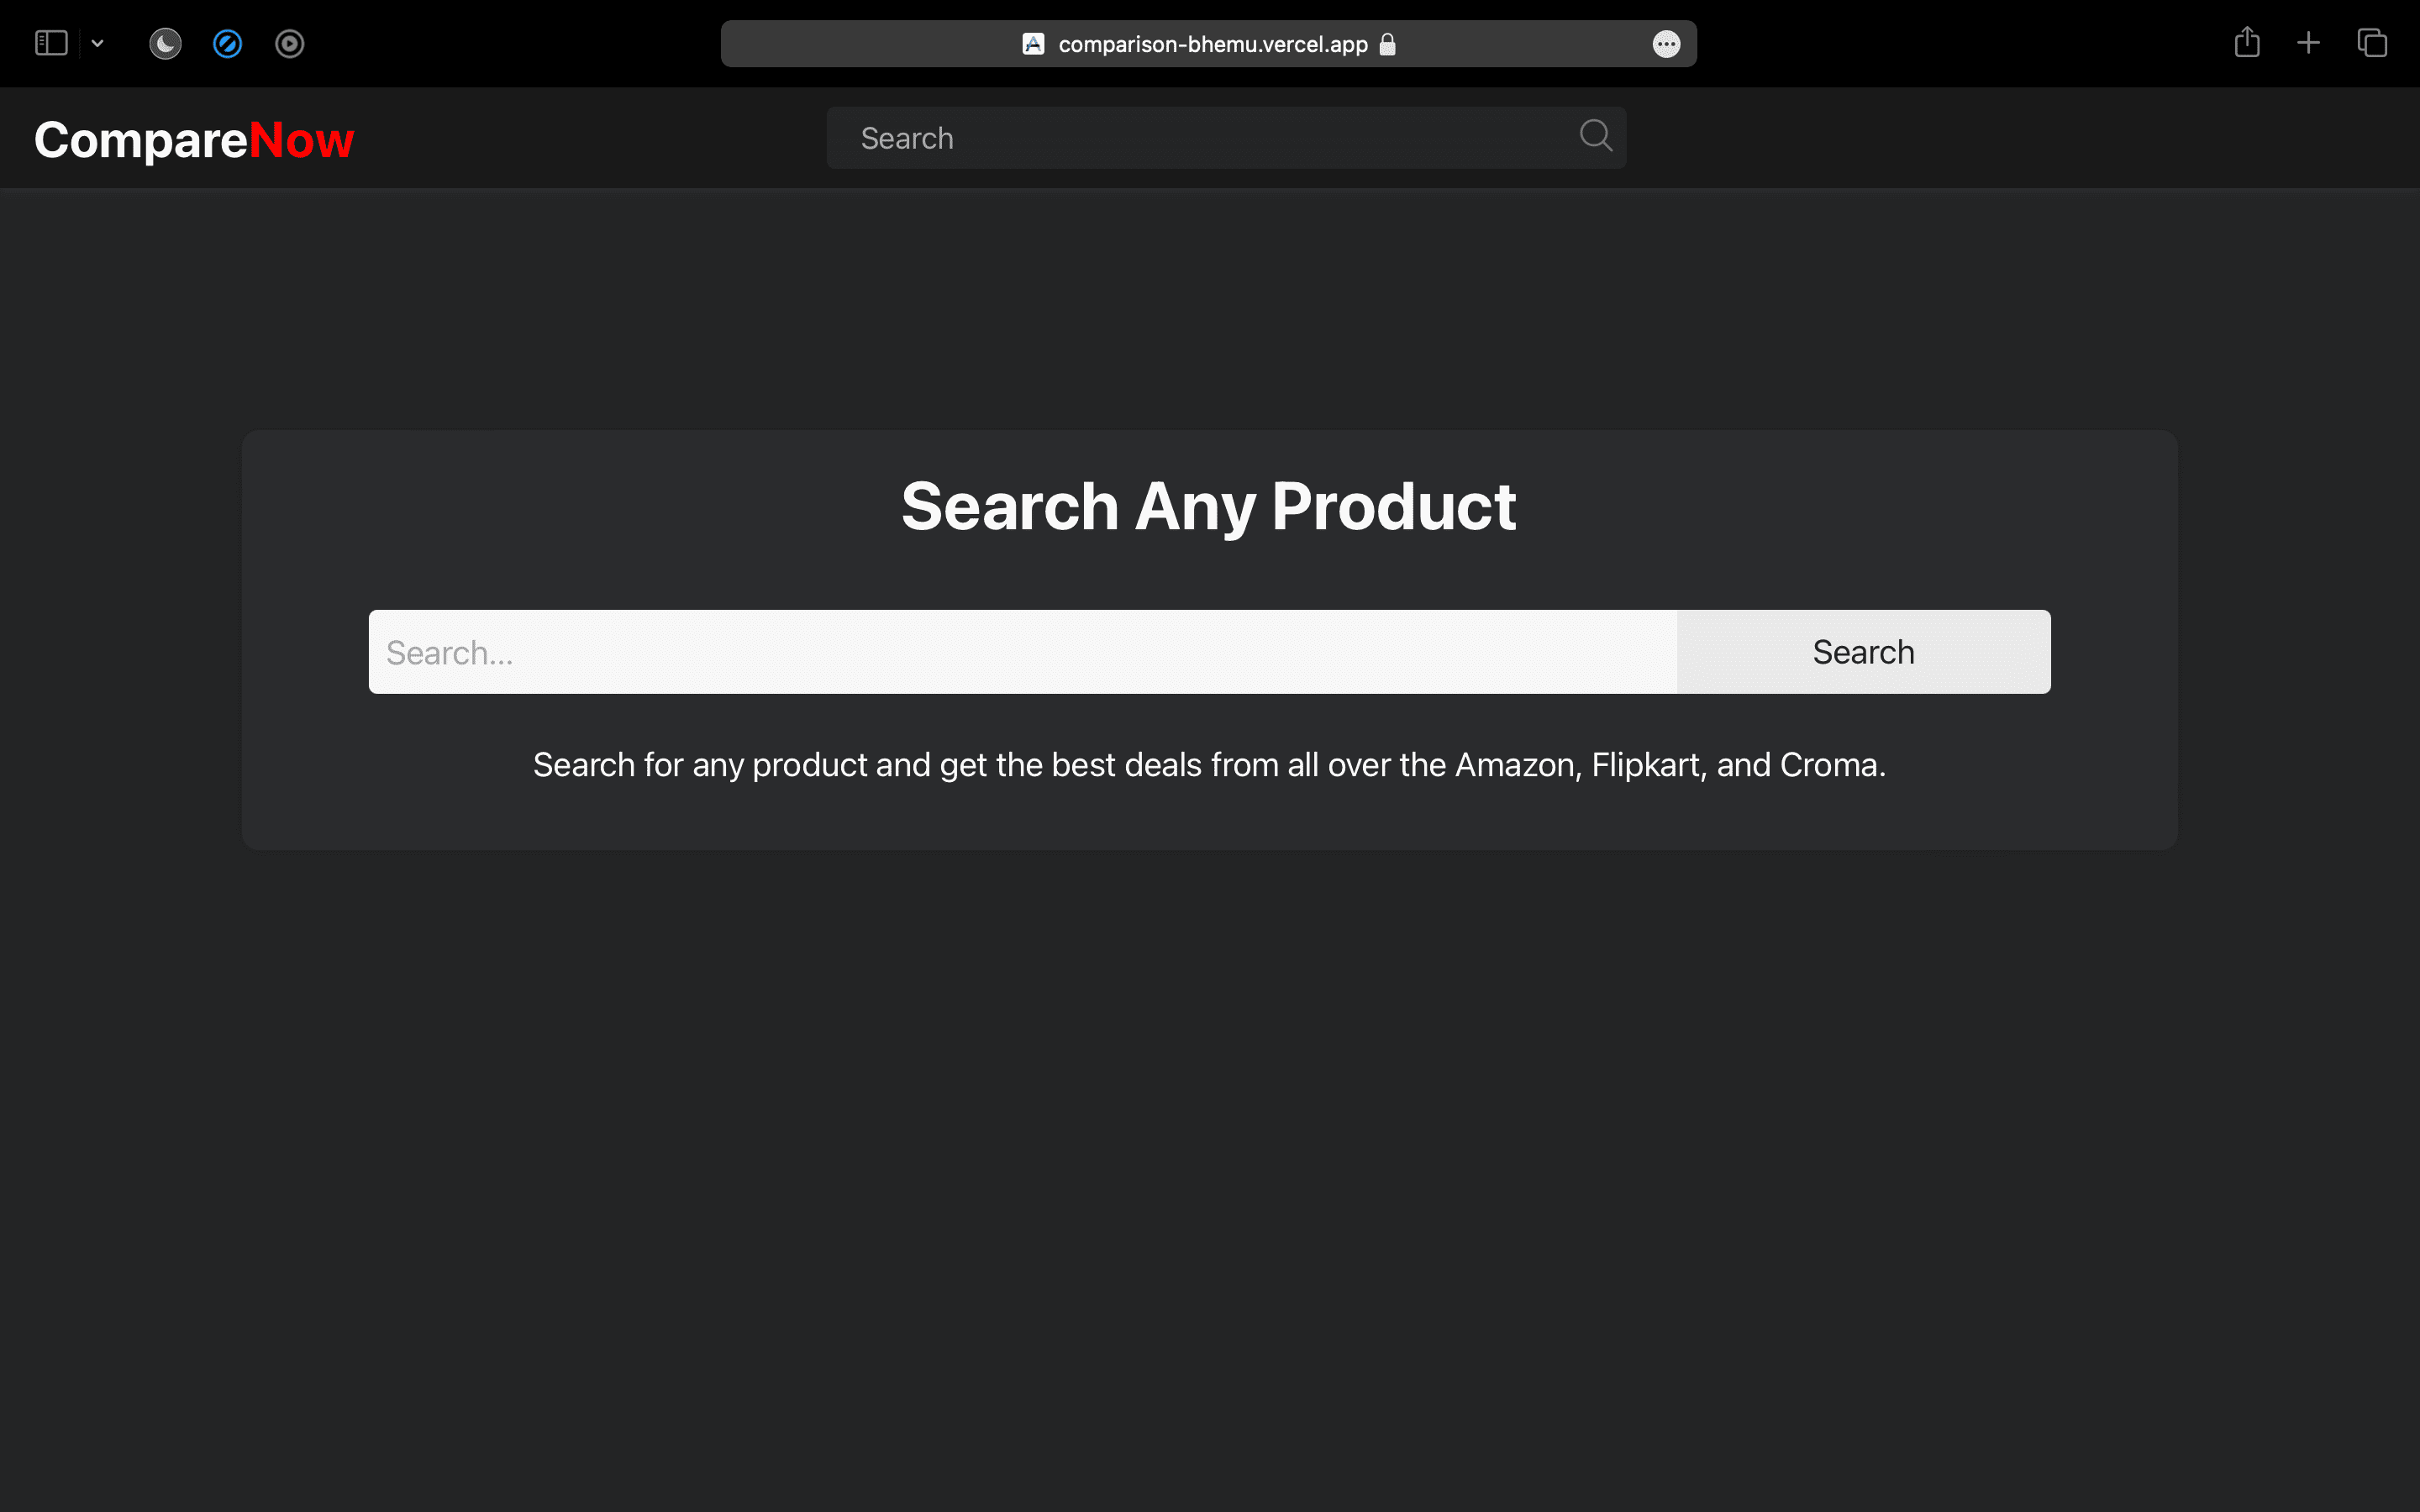 comparison-bhemu.vercel.app
CompareNow
Search
Search Any Product
Search...
Search
Search for any product and get the best deals from all over the Amazon, Flipkart, and Croma.